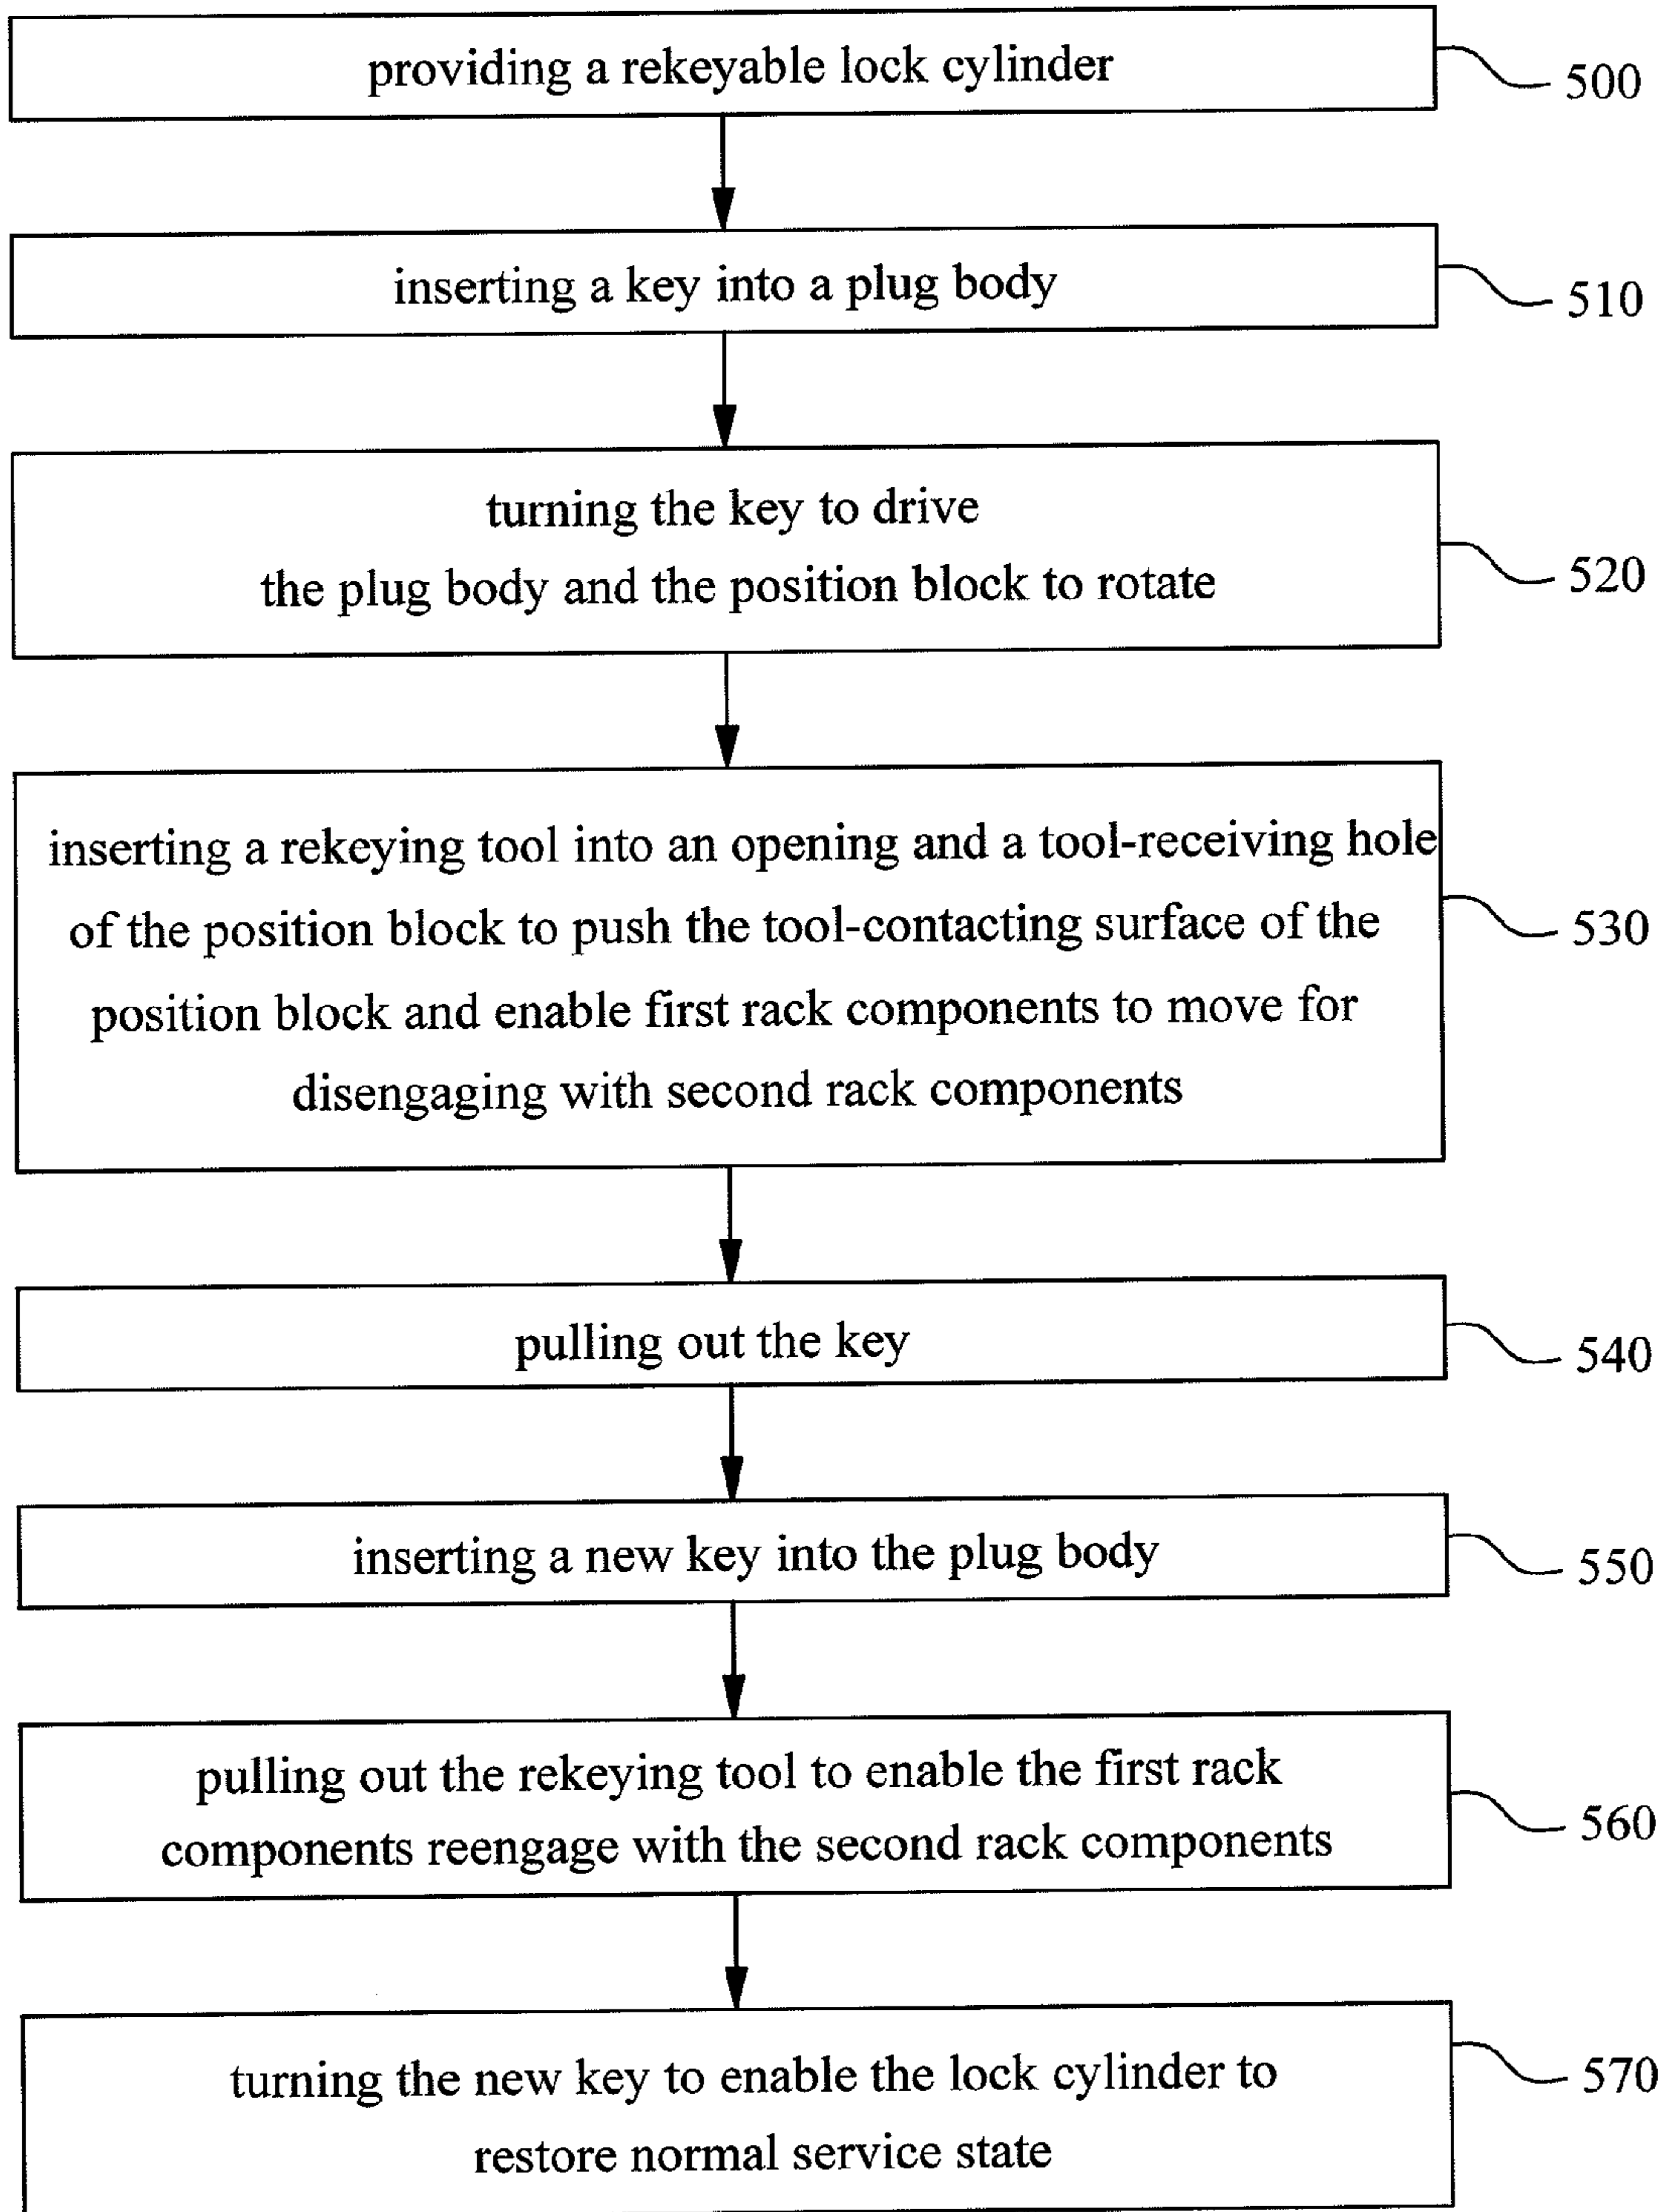 providing a rekeyable lock cylinder
500
inserting a key into a plug body
510
turning the key to drive
the plug body and the position block to rotate
520
inserting a rekeying tool into an opening and a tool-receiving hole
of the position block to push the tool-contacting surface of the
position block and enable first rack components to move for
disengaging with second rack components
530
pulling out the key
540
inserting a new key into the plug body
550
pulling out the rekeying tool to enable the first rack
components reengage with the second rack components
560
turning the new key to enable the lock cylinder to
restore normal service state
570